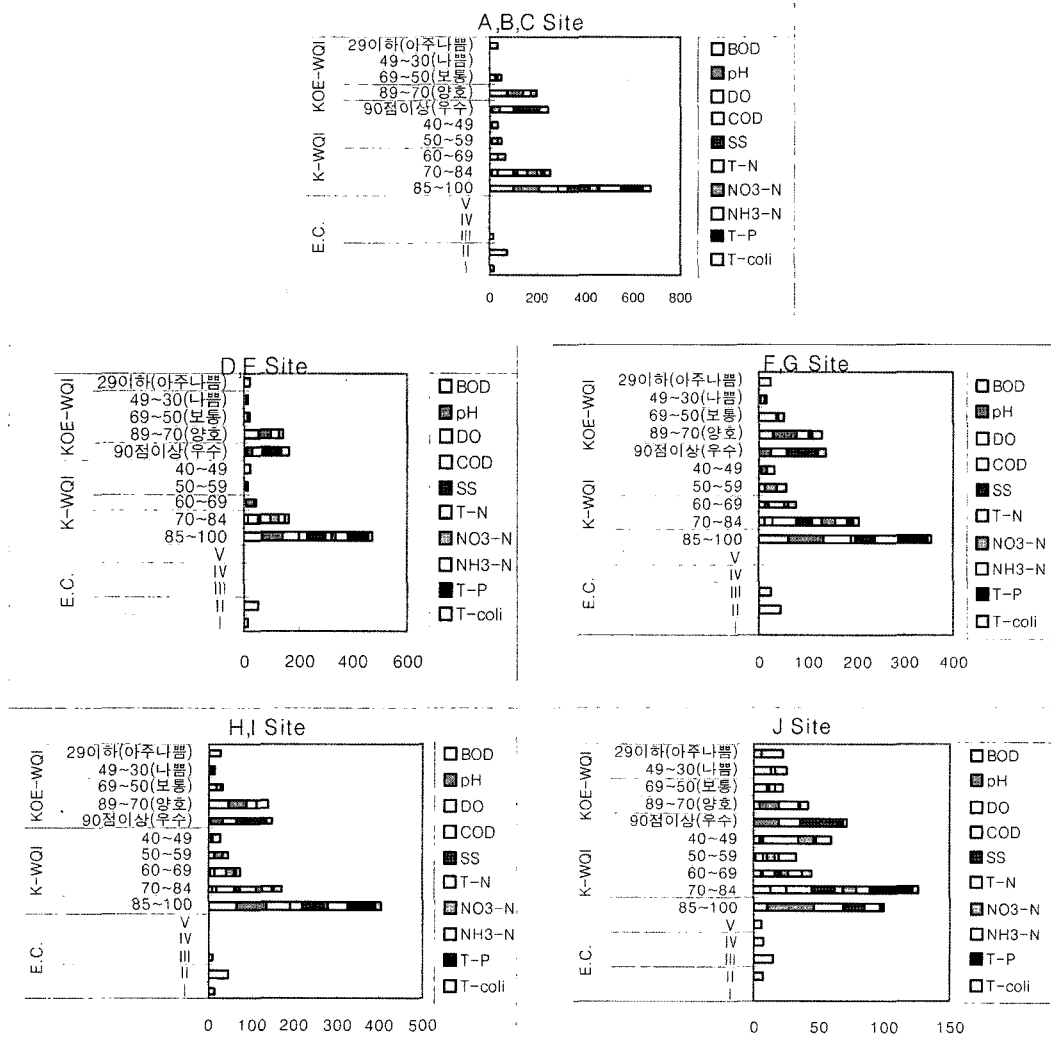 A,B,C Site
KOE-WQI
29이하(아주나쁨)
49~30(나쁨)
69~50(보통)
89~70(양호)
90점이상(우수)
K-WQI
40~49
50~59
60~69
70~84
85~100
E.C.
V
IV
III
II
I
0 200 400 600 800
BOD
pH
DO
COD
SS
T-N
NO3-N
NH3-N
T-P
T-coli
D,E Site
KOE-WQI
29이하(아주나쁨)
49~30(나쁨)
69~50(보통)
89~70(양호)
90점이상(우수)
K-WQI
40~49
50~59
60~69
70~84
85~100
E.C.
V
IV
III
II
I
0 200 400 600
BOD
pH
DO
COD
SS
T-N
NO3-N
NH3-N
T-P
T-coli
F,G Site
KOE-WQI
29이하(아주나쁨)
49~30(나쁨)
69~50(보통)
89~70(양호)
90점이상(우수)
K-WQI
40~49
50~59
60~69
70~84
85~100
E.C.
V
IV
III
II
I
0 100 200 300 400
BOD
pH
DO
COD
SS
T-N
NO3-N
NH3-N
T-P
T-coli
H,I Site
KOE-WQI
29이하(아주나쁨)
49~30(나쁨)
69~50(보통)
89~70(양호)
90점이상(우수)
K-WQI
40~49
50~59
60~69
70~84
85~100
E.C.
V
IV
III
II
I
0 100 200 300 400 500
BOD
pH
DO
COD
SS
T-N
NO3-N
NH3-N
T-P
T-coli
J Site
KOE-WQI
29이하(아주나쁨)
49~30(나쁨)
69~50(보통)
89~70(양호)
90점이상(우수)
K-WQI
40~49
50~59
60~69
70~84
85~100
E.C.
V
IV
III
II
I
0 50 100 150
BOD
pH
DO
COD
SS
T-N
NO3-N
NH3-N
T-P
T-coli